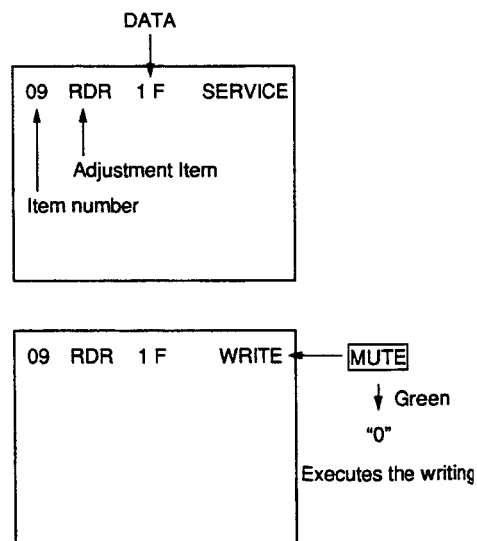 DATA
09 RDR 1 F SERVICE
Adjustment Item
Item number
09 RDR 1 F WRITE MUTE
Green
“0”
Executes the writing